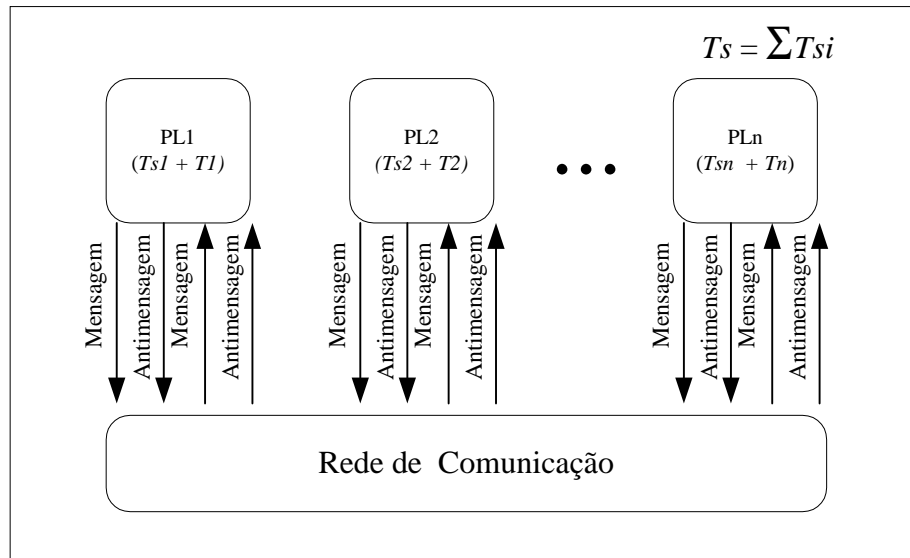 Ts = ΣTsi
PL1
(Ts1 + T1)
PL2
(Ts2 + T2)
• • •
PLn
(Tsn + Tn)
Mensagem
Antimensagem
Mensagem
Antimensagem
Mensagem
Antimensagem
Mensagem
Antimensagem
Mensagem
Antimensagem
Mensagem
Antimensagem
Rede de Comunicação